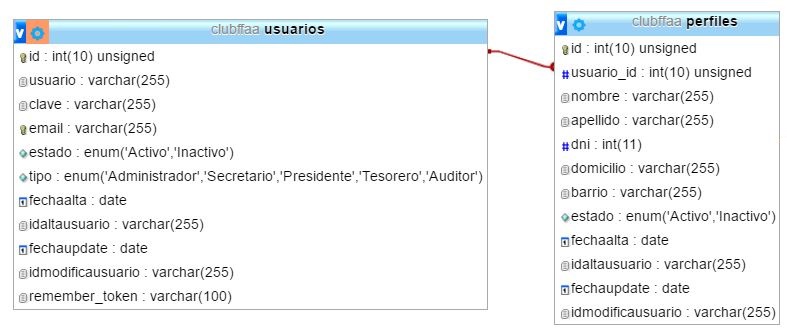 clubffaa usuarios
id : int(10) unsigned
usuario : varchar(255)
clave : varchar(255)
email : varchar(255)
estado : enum('Activo','Inactivo')
tipo : enum('Administrador','Secretario','Presidente','Tesorero','Auditor')
fechaalta : date
idaltausuario : varchar(255)
fechaupdate : date
idmodificausuario : varchar(255)
remember_token : varchar(100)
clubffaa perfiles
id : int(10) unsigned
usuario_id : int(10) unsigned
nombre : varchar(255)
apellido : varchar(255)
dni : int(11)
domicilio : varchar(255)
barrio : varchar(255)
estado : enum('Activo','Inactivo')
fechaalta : date
idaltausuario : varchar(255)
fechaupdate : date
idmodificausuario : varchar(255)